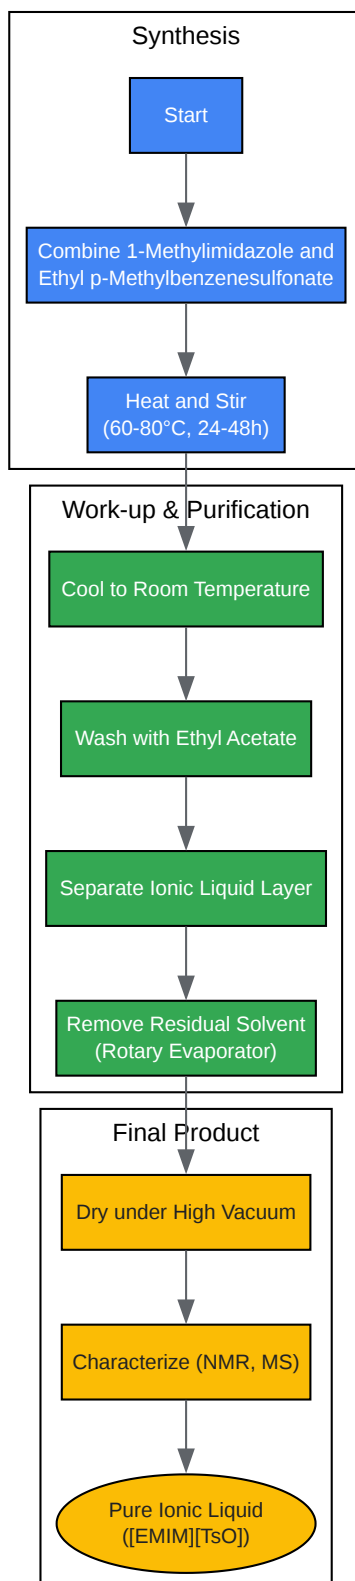 Synthesis
Start
Combine 1-Methylimidazole and
Ethyl p-Methylbenzenesulfonate
Heat and Stir
(60-80°C, 24-48h)
Work-up & Purification
Cool to Room Temperature
Wash with Ethyl Acetate
Separate Ionic Liquid Layer
Remove Residual Solvent
(Rotary Evaporator)
Final Product
Dry under High Vacuum
Characterize (NMR, MS)
Pure Ionic Liquid
([EMIM][TsO])